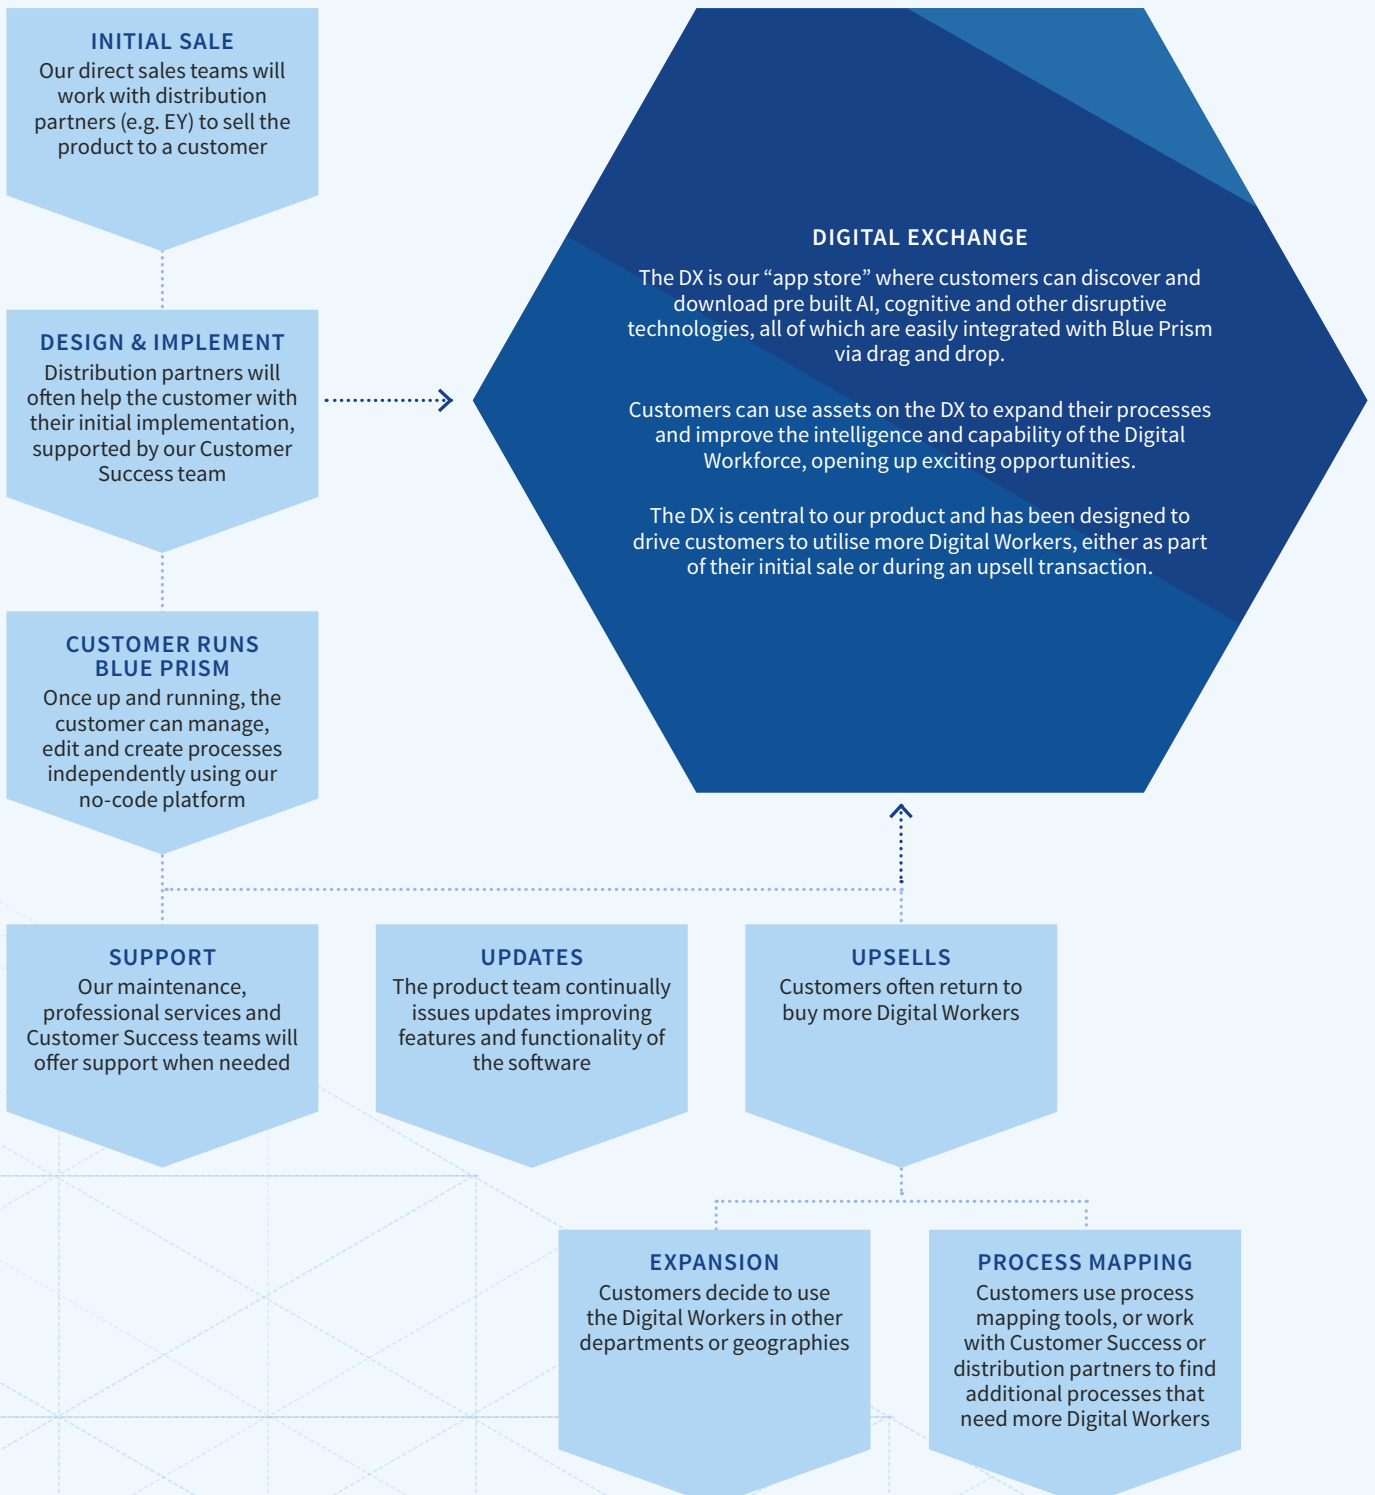 INITIAL SALE
Our direct sales teams will
work with distribution
partners (e.g. EY) to sell the
product to a customer
DESIGN & IMPLEMENT
Distribution partners will
often help the customer with
their initial implementation,
supported by our Customer
Success team
CUSTOMER RUNS
BLUE PRISM
Once up and running, the
customer can manage,
edit and create processes
independently using our
no-code platform
DIGITAL EXCHANGE
The DX is our “app store” where customers can discover and
download pre built AI, cognitive and other disruptive
technologies, all of which are easily integrated with Blue Prism
via drag and drop.
Customers can use assets on the DX to expand their processes
and improve the intelligence and capability of the Digital
Workforce, opening up exciting opportunities.
The DX is central to our product and has been designed to
drive customers to utilise more Digital Workers, either as part
of their initial sale or during an upsell transaction.
SUPPORT
Our maintenance,
professional services and
Customer Success teams will
offer support when needed
UPDATES
The product team continually
issues updates improving
features and functionality of
the software
UPSELLS
Customers often return to
buy more Digital Workers
EXPANSION
Customers decide to use
the Digital Workers in other
departments or geographies
PROCESS MAPPING
Customers use process
mapping tools, or work
with Customer Success or
distribution partners to find
additional processes that
need more Digital Workers